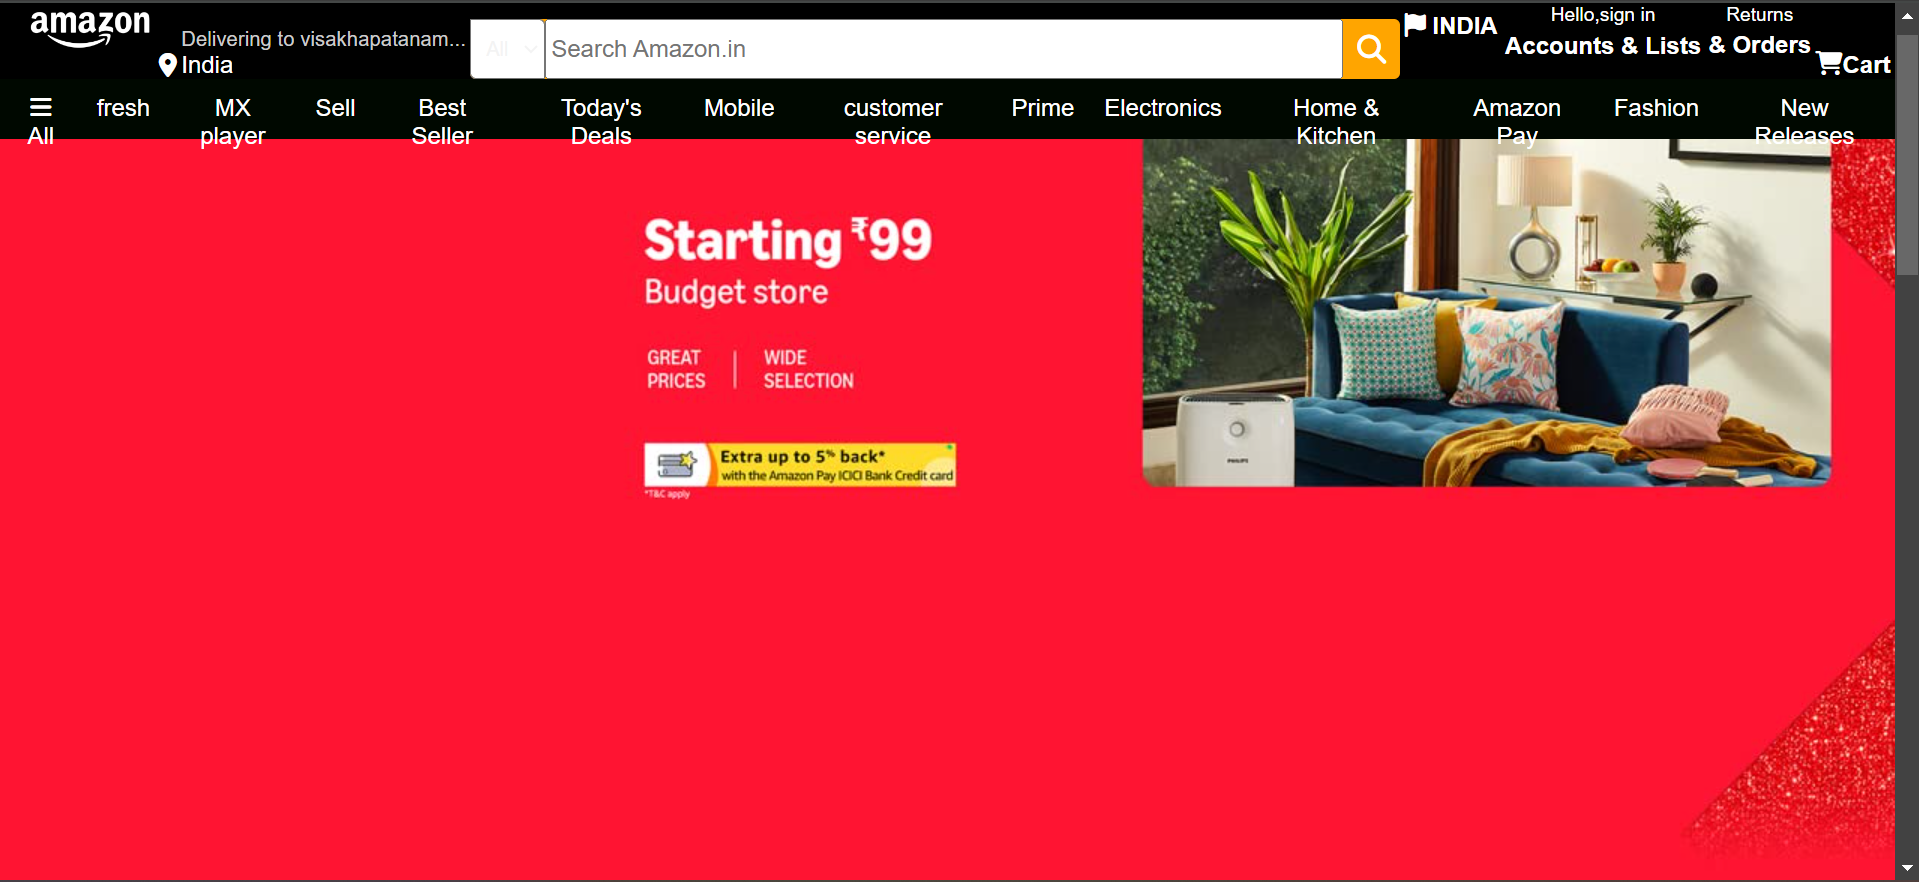 amazon
Delivering to visakhapatanam...
India
All
Search Amazon.in
INDIA
Hello,sign in
Accounts & Lists
Returns
& Orders
Cart
All
fresh
MX
player
Sell
Best
Seller
Today's
Deals
Mobile
customer
service
Prime
Electronics
Home &
Kitchen
Amazon
Pay
Fashion
New
Releases
Starting ₹99
Budget store
GREAT
PRICES
WIDE
SELECTION
Extra up to 5% back*
with the Amazon Pay ICICI Bank Credit card
*T&C apply
PHILIPS